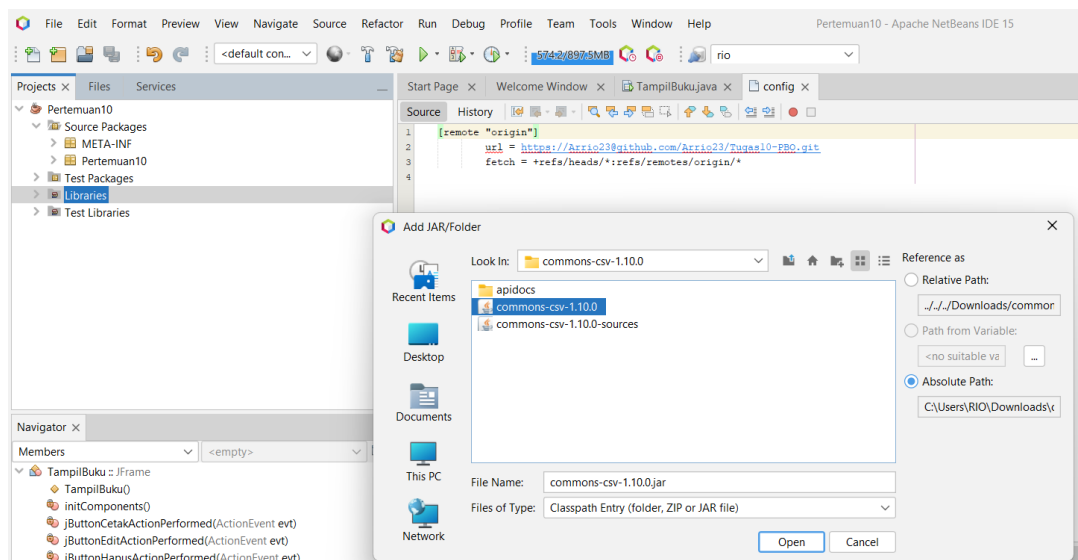 File Edit Format Preview View Navigate Source Refactor Run Debug Profile Team Tools Window Help Pertemuan10 - Apache NetBeans IDE 15
<default con... 574.2/897.5MB rio
Projects Files Services
Start Page Welcome Window TampilBuku.java config
Source History
Pertemuan10
Source Packages
META-INF
Pertemuan10
Test Packages
Libraries
Test Libraries
1 [remote "origin"]
2 url = https://Arrio23@github.com/Arrio23/Tugas10-PBO.git
3 fetch = +refs/heads/*:refs/remotes/origin/*
4
Add JAR/Folder
Look In: commons-csv-1.10.0
Recent Items
Desktop
Documents
This PC
Network
apidocs
commons-csv-1.10.0
commons-csv-1.10.0-sources
Reference as
Relative Path:
../../../Downloads/common
Path from Variable:
<no suitable va ...
Absolute Path:
C:\Users\RIO\Downloads\c
File Name: commons-csv-1.10.0.jar
Files of Type: Classpath Entry (folder, ZIP or JAR file)
Open Cancel
Navigator
Members <empty>
TampilBuku :: JFrame
TampilBuku()
initComponents()
jButtonCetakActionPerformed(ActionEvent evt)
jButtonEditActionPerformed(ActionEvent evt)
jButtonHapusActionPerformed(ActionEvent evt)